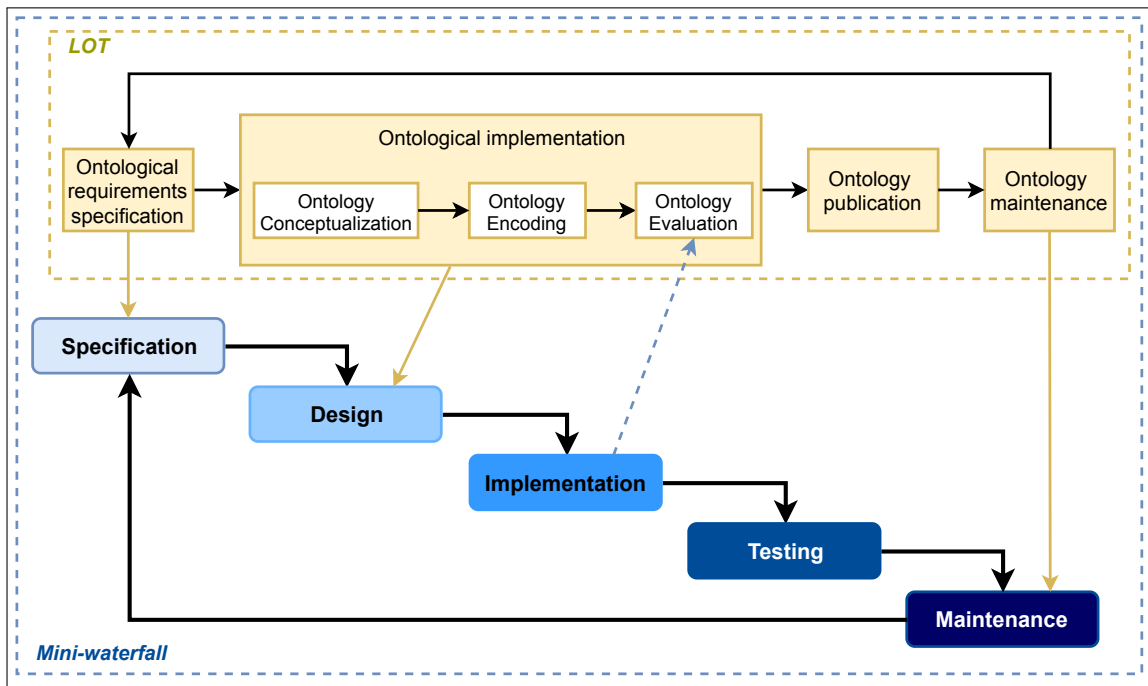 LOT
Ontological
requirements
specification
Ontological implementation
Ontology
Conceptualization
Ontology
Encoding
Ontology
Evaluation
Ontology
publication
Ontology
maintenance
Specification
Design
Implementation
Testing
Maintenance
Mini-waterfall